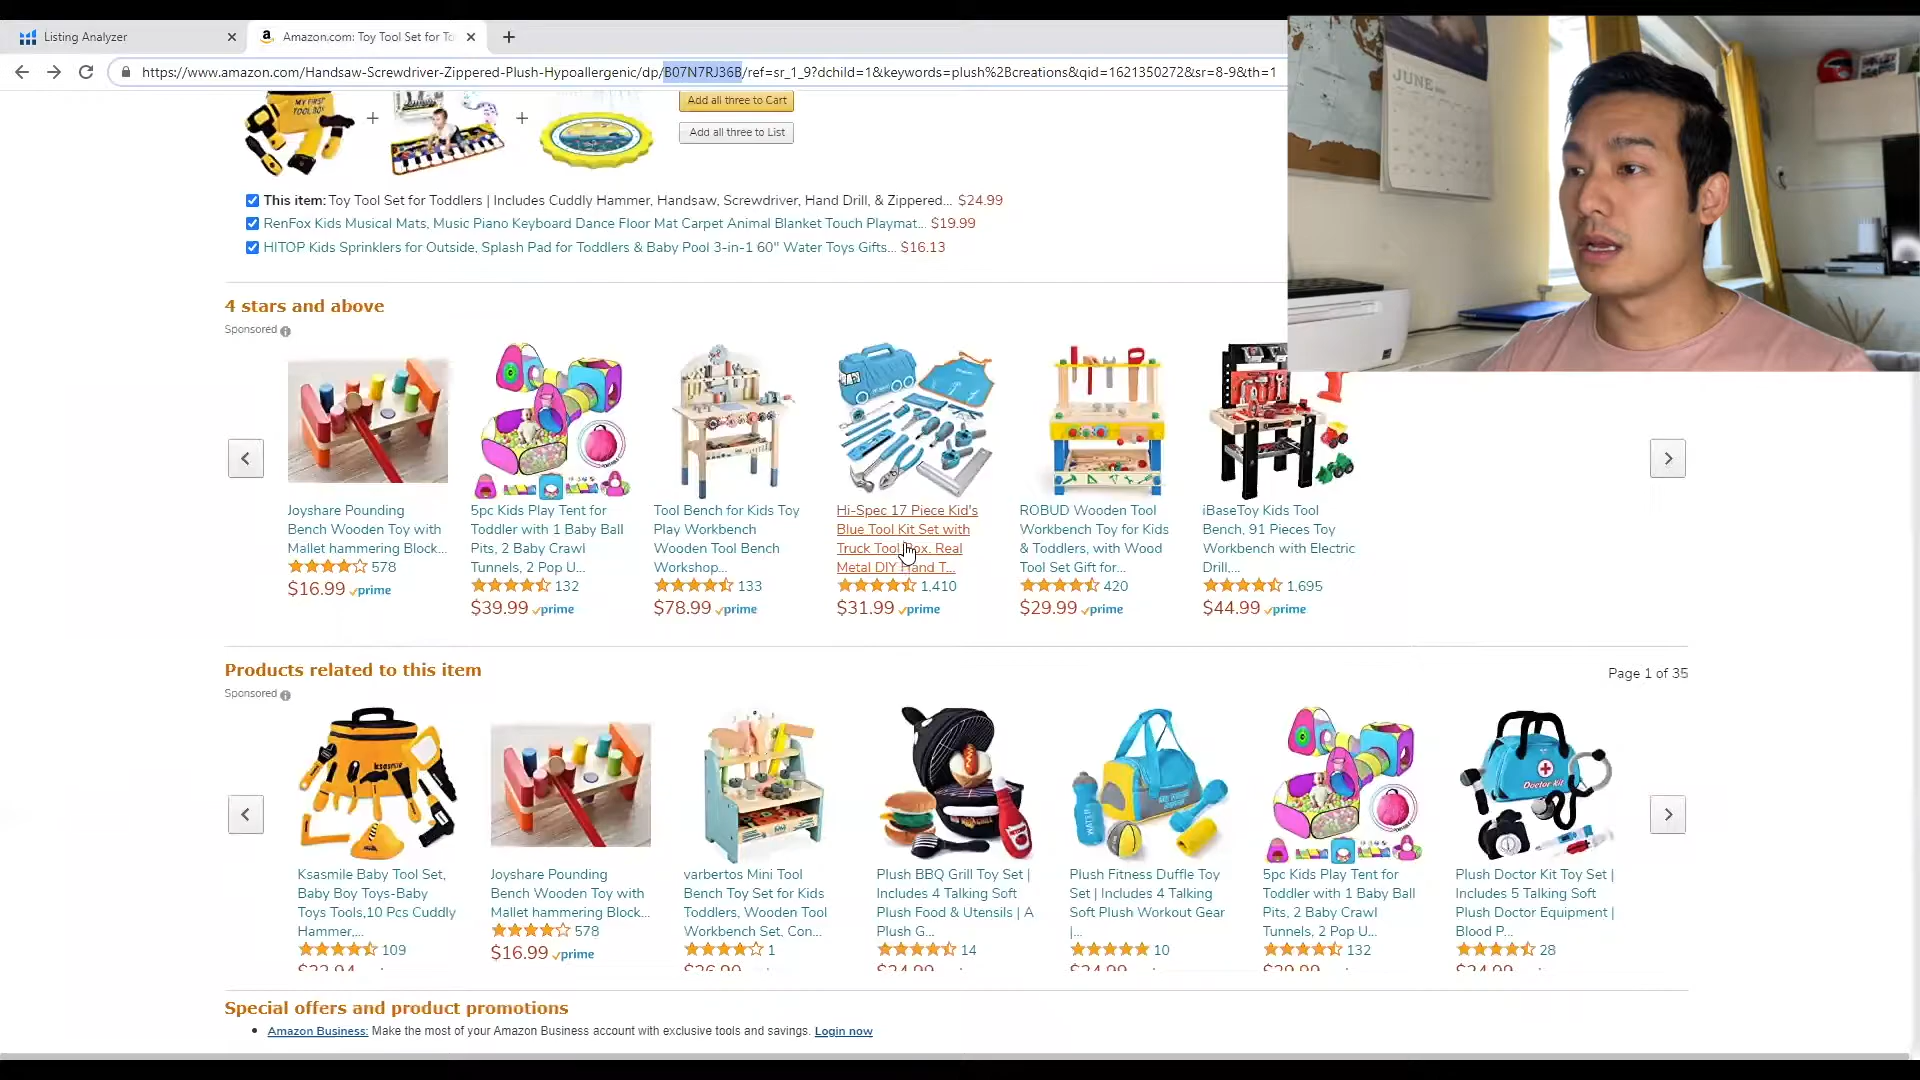 Listing Analyzer
Amazon.com: Toy Tool Set for To
https://www.amazon.com/Handsaw-Screwdriver-Zippered-Plush-Hypoallergenic/dp/B07N7RJ36B/ref=sr_1_9?dchild=1&keywords=plush%2Bcreations&qid=1621350272&sr=8-9&th=1
JUNE
MY FIRST
TOOL BOX
+
+
Add all three to Cart
Add all three to List
This item: Toy Tool Set for Toddlers | Includes Cuddly Hammer, Handsaw, Screwdriver, Hand Drill, & Zippered... $24.99
RenFox Kids Musical Mats, Music Piano Keyboard Dance Floor Mat Carpet Animal Blanket Touch Playmat... $19.99
HITOP Kids Sprinklers for Outside, Splash Pad for Toddlers & Baby Pool 3-in-1 60" Water Toys Gifts... $16.13
4 stars and above
Sponsored
Joyshare Pounding
Bench Wooden Toy with
Mallet hammering Block...
578
$16.99 prime
5pc Kids Play Tent for
Toddler with 1 Baby Ball
Pits, 2 Baby Crawl
Tunnels, 2 Pop U...
132
$39.99 prime
Tool Bench for Kids Toy
Play Workbench
Wooden Tool Bench
Workshop...
133
$78.99 prime
Hi-Spec 17 Piece Kid's
Blue Tool Kit Set with
Truck Tool Box. Real
Metal DIY Hand T...
1,410
$31.99 prime
ROBUD Wooden Tool
Workbench Toy for Kids
& Toddlers, with Wood
Tool Set Gift for...
420
$29.99 prime
iBaseToy Kids Tool
Bench, 91 Pieces Toy
Workbench with Electric
Drill,...
1,695
$44.99 prime
Products related to this item
Page 1 of 35
Sponsored
Ksasmile Baby Tool Set,
Baby Boy Toys-Baby
Toys Tools,10 Pcs Cuddly
Hammer,...
109
Joyshare Pounding
Bench Wooden Toy with
Mallet hammering Block...
578
$16.99 prime
varbertos Mini Tool
Bench Toy Set for Kids
Toddlers, Wooden Tool
Workbench Set, Con...
1
Plush BBQ Grill Toy Set |
Includes 4 Talking Soft
Plush Food & Utensils | A
Plush G...
14
WATER
Plush Fitness Duffle Toy
Set | Includes 4 Talking
Soft Plush Workout Gear
|...
10
5pc Kids Play Tent for
Toddler with 1 Baby Ball
Pits, 2 Baby Crawl
Tunnels, 2 Pop U...
132
Doctor Kit
Plush Doctor Kit Toy Set |
Includes 5 Talking Soft
Plush Doctor Equipment |
Blood P...
28
Special offers and product promotions
Amazon Business: Make the most of your Amazon Business account with exclusive tools and savings. Login now